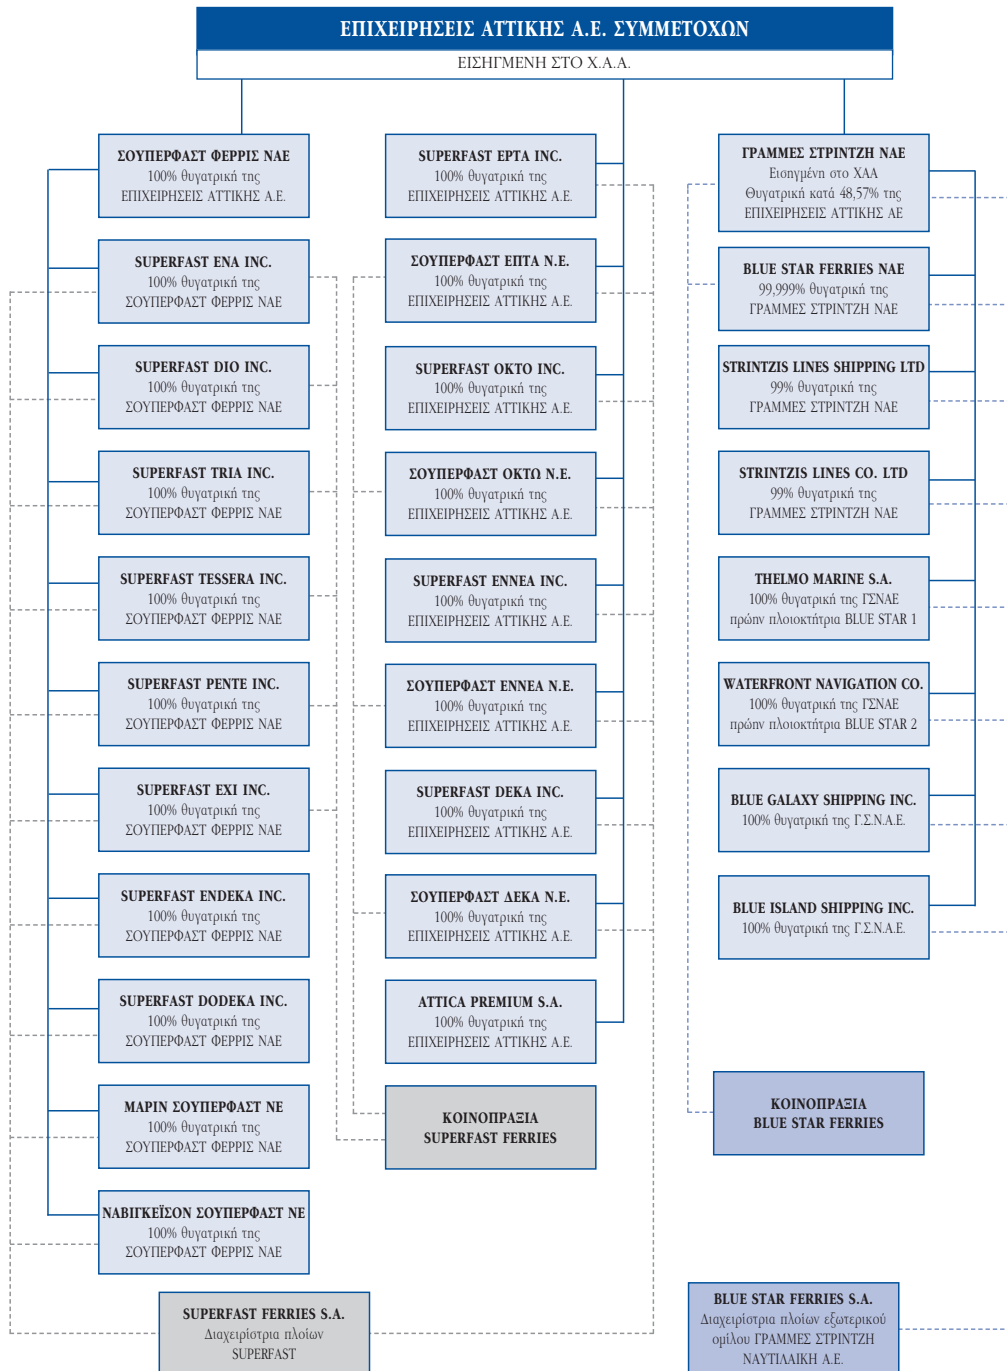 ΕΠΙΧΕΙΡΗΣΕΙΣ ΑΤΤΙΚΗΣ Α.Ε. ΣΥΜΜΕΤΟΧΩΝ
ΕΙΣΗΓΜΕΝΗ ΣΤΟ Χ.Α.Α.
ΣΟΥΠΕΡΦΑΣΤ ΦΕΡΡΙΣ ΝΑΕ
100% θυγατρική της
ΕΠΙΧΕΙΡΗΣΕΙΣ ΑΤΤΙΚΗΣ Α.Ε.
SUPERFAST ENA INC.
100% θυγατρική της
ΣΟΥΠΕΡΦΑΣΤ ΦΕΡΡΙΣ ΝΑΕ
SUPERFAST DIO INC.
100% θυγατρική της
ΣΟΥΠΕΡΦΑΣΤ ΦΕΡΡΙΣ ΝΑΕ
SUPERFAST TRIA INC.
100% θυγατρική της
ΣΟΥΠΕΡΦΑΣΤ ΦΕΡΡΙΣ ΝΑΕ
SUPERFAST TESSERA INC.
100% θυγατρική της
ΣΟΥΠΕΡΦΑΣΤ ΦΕΡΡΙΣ ΝΑΕ
SUPERFAST PENTE INC.
100% θυγατρική της
ΣΟΥΠΕΡΦΑΣΤ ΦΕΡΡΙΣ ΝΑΕ
SUPERFAST EXI INC.
100% θυγατρική της
ΣΟΥΠΕΡΦΑΣΤ ΦΕΡΡΙΣ ΝΑΕ
SUPERFAST ENDEKA INC.
100% θυγατρική της
ΣΟΥΠΕΡΦΑΣΤ ΦΕΡΡΙΣ ΝΑΕ
SUPERFAST DODEKA INC.
100% θυγατρική της
ΣΟΥΠΕΡΦΑΣΤ ΦΕΡΡΙΣ ΝΑΕ
ΜΑΡΙΝ ΣΟΥΠΕΡΦΑΣΤ ΝΕ
100% θυγατρική της
ΣΟΥΠΕΡΦΑΣΤ ΦΕΡΡΙΣ ΝΑΕ
ΝΑΒΙΓΚΕΪΣΟΝ ΣΟΥΠΕΡΦΑΣΤ ΝΕ
100% θυγατρική της
ΣΟΥΠΕΡΦΑΣΤ ΦΕΡΡΙΣ ΝΑΕ
SUPERFAST FERRIES S.A.
Διαχειρίστρια πλοίων
SUPERFAST
SUPERFAST EPTA INC.
100% θυγατρική της
ΕΠΙΧΕΙΡΗΣΕΙΣ ΑΤΤΙΚΗΣ Α.Ε.
ΣΟΥΠΕΡΦΑΣΤ ΕΠΤΑ Ν.Ε.
100% θυγατρική της
ΕΠΙΧΕΙΡΗΣΕΙΣ ΑΤΤΙΚΗΣ Α.Ε.
SUPERFAST OKTO INC.
100% θυγατρική της
ΕΠΙΧΕΙΡΗΣΕΙΣ ΑΤΤΙΚΗΣ Α.Ε.
ΣΟΥΠΕΡΦΑΣΤ ΟΚΤΩ Ν.Ε.
100% θυγατρική της
ΕΠΙΧΕΙΡΗΣΕΙΣ ΑΤΤΙΚΗΣ Α.Ε.
SUPERFAST ENNEA INC.
100% θυγατρική της
ΕΠΙΧΕΙΡΗΣΕΙΣ ΑΤΤΙΚΗΣ Α.Ε.
ΣΟΥΠΕΡΦΑΣΤ ΕΝΝΕΑ Ν.Ε.
100% θυγατρική της
ΕΠΙΧΕΙΡΗΣΕΙΣ ΑΤΤΙΚΗΣ Α.Ε.
SUPERFAST DEKA INC.
100% θυγατρική της
ΕΠΙΧΕΙΡΗΣΕΙΣ ΑΤΤΙΚΗΣ Α.Ε.
ΣΟΥΠΕΡΦΑΣΤ ΔΕΚΑ Ν.Ε.
100% θυγατρική της
ΕΠΙΧΕΙΡΗΣΕΙΣ ΑΤΤΙΚΗΣ Α.Ε.
ATTICA PREMIUM S.A.
100% θυγατρική της
ΕΠΙΧΕΙΡΗΣΕΙΣ ΑΤΤΙΚΗΣ Α.Ε.
ΚΟΙΝΟΠΡΑΞΙΑ
SUPERFAST FERRIES
ΓΡΑΜΜΕΣ ΣΤΡΙΝΤΖΗ ΝΑΕ
Εισηγμένη στο ΧΑΑ
Θυγατρική κατά 48,57% της
ΕΠΙΧΕΙΡΗΣΕΙΣ ΑΤΤΙΚΗΣ ΑΕ
BLUE STAR FERRIES ΝΑΕ
99,999% θυγατρική της
ΓΡΑΜΜΕΣ ΣΤΡΙΝΤΖΗ ΝΑΕ
STRINTZIS LINES SHIPPING LTD
99% θυγατρική της
ΓΡΑΜΜΕΣ ΣΤΡΙΝΤΖΗ ΝΑΕ
STRINTZIS LINES CO. LTD
99% θυγατρική της
ΓΡΑΜΜΕΣ ΣΤΡΙΝΤΖΗ ΝΑΕ
THELMO MARINE S.A.
100% θυγατρική της ΓΣΝΑΕ
πρώην πλοιοκτήτρια BLUE STAR 1
WATERFRONT NAVIGATION CO.
100% θυγατρική της ΓΣΝΑΕ
πρώην πλοιοκτήτρια BLUE STAR 2
BLUE GALAXY SHIPPING INC.
100% θυγατρική της Γ.Σ.Ν.Α.Ε.
BLUE ISLAND SHIPPING INC.
100% θυγατρική της Γ.Σ.Ν.Α.Ε.
ΚΟΙΝΟΠΡΑΞΙΑ
BLUE STAR FERRIES
BLUE STAR FERRIES S.A.
Διαχειρίστρια πλοίων εξωτερικού
ομίλου ΓΡΑΜΜΕΣ ΣΤΡΙΝΤΖΗ
ΝΑΥΤΙΛΙΑΚΗ Α.Ε.